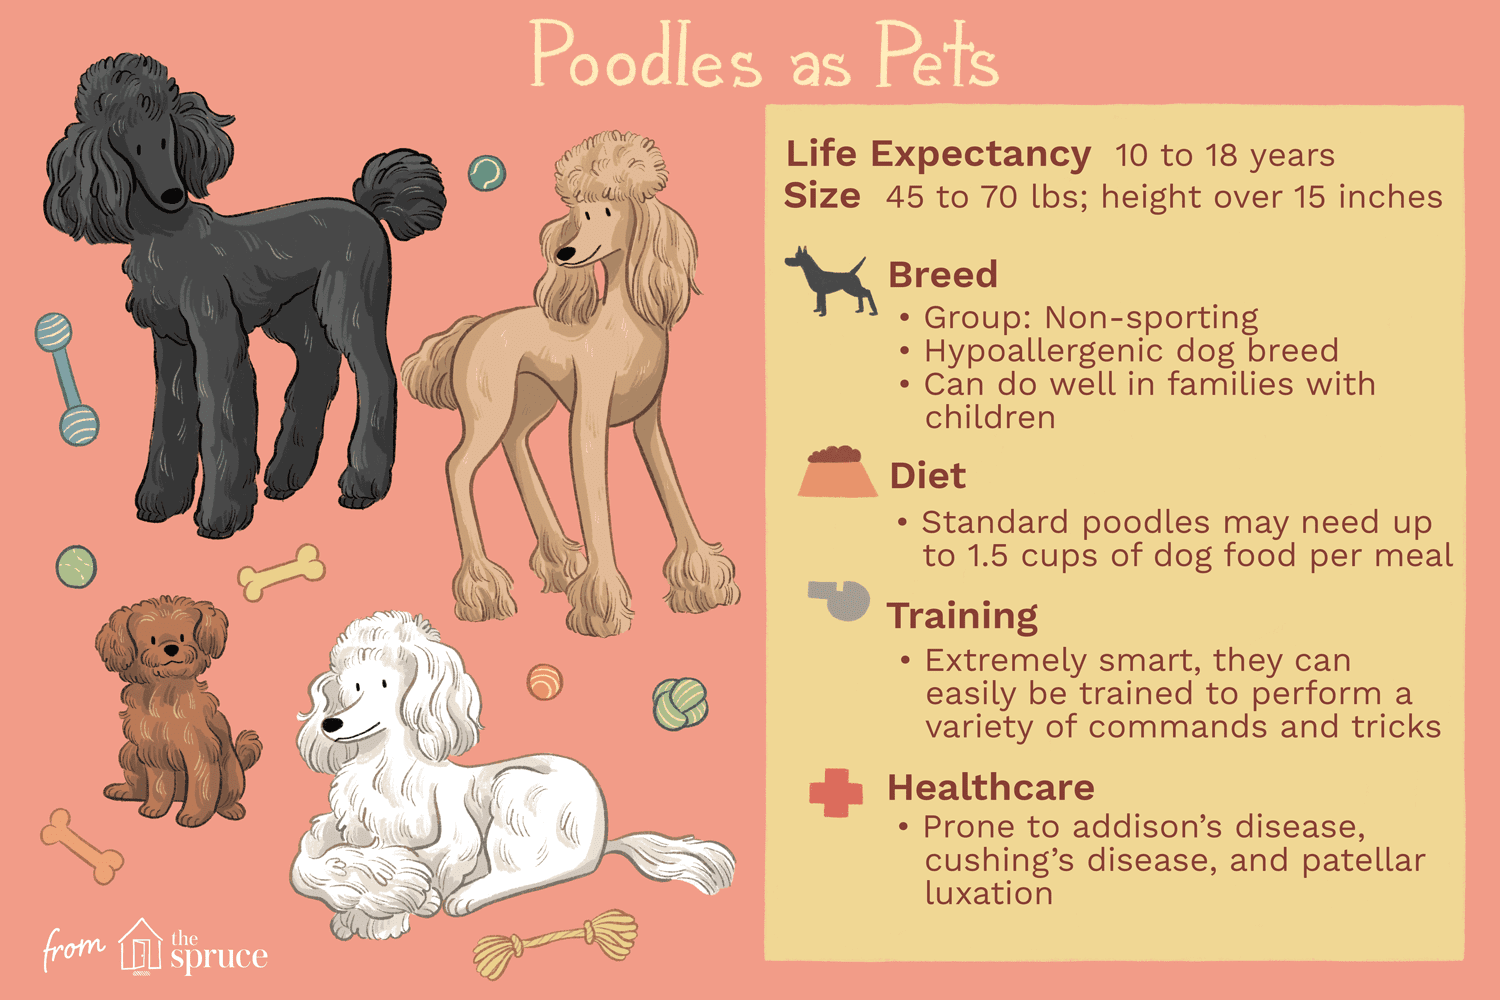 Poodles as Pets
Life Expectancy 10 to 18 years
Size 45 to 70 lbs; height over 15 inches
Breed
• Group: Non-sporting
• Hypoallergenic dog breed
• Can do well in families with
children
Diet
• Standard poodles may need up
to 1.5 cups of dog food per meal
Training
• Extremely smart, they can
easily be trained to perform a
variety of commands and tricks
Healthcare
• Prone to addison's disease,
cushing's disease, and patellar
luxation
from the spruce